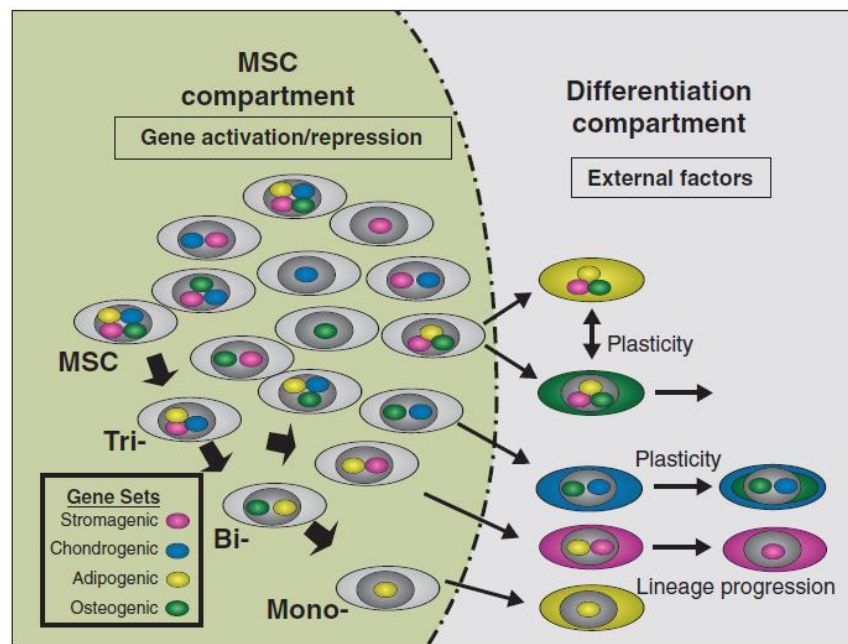 MSC
compartment
Gene activation/repression
Differentiation
compartment
External factors
MSC
Tri-
Bi-
Mono-
Gene Sets
Stromagenic
Chondrogenic
Adipogenic
Osteogenic
Plasticity
Plasticity
Lineage progression